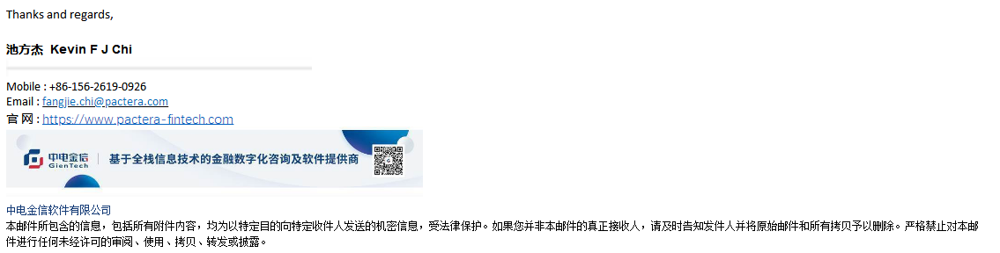 Thanks and regards,
池方杰 Kevin F J Chi
Mobile : +86-156-2619-0926
Email : fangjie.chi@pactera.com
官 网 : https://www.pactera-fintech.com
中电金信
GienTech
基于全栈信息技术的金融数字化咨询及软件提供商
中电金信软件有限公司
本邮件所包含的信息，包括所有附件内容，均为以特定目的向特定收件人发送的机密信息，受法律保护。如果您并非本邮件的真正接收人，请及时告知发件人并将原始邮件和所有拷贝予以删除。严格禁止对本邮
件进行任何未经许可的审阅、使用、拷贝、转发或披露。